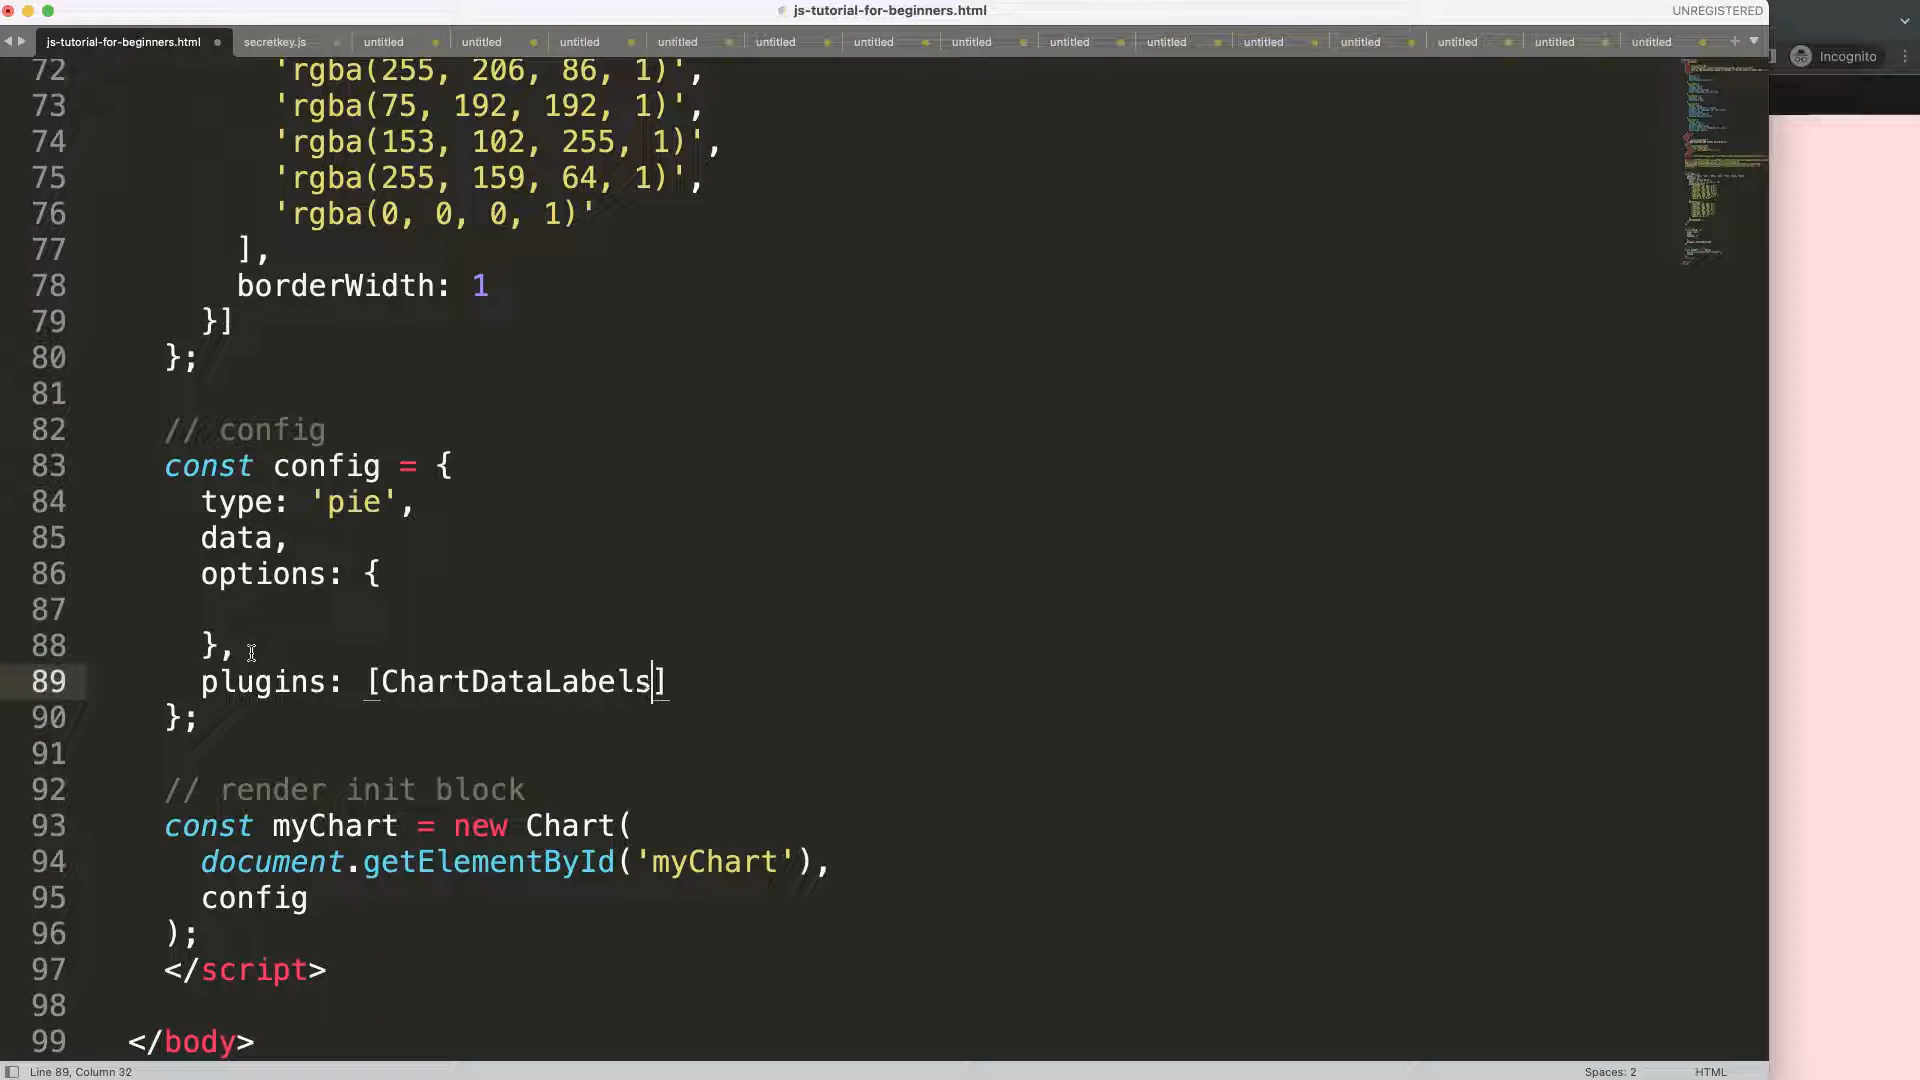 js-tutorial-for-beginners.html
UNREGISTERED
js-tutorial-for-beginners.html secretkey.js untitled untitled untitled untitled untitled untitled untitled untitled untitled untitled untitled untitled untitled untitled
Incognito
72 'rgba(255, 206, 86, 1)',
73 'rgba(75, 192, 192, 1)',
74 'rgba(153, 102, 255, 1)',
75 'rgba(255, 159, 64, 1)',
76 'rgba(0, 0, 0, 1)'
77 ],
78 borderWidth: 1
79 }]
80 };
81
82 // config
83 const config = {
84 type: 'pie',
85 data,
86 options: {
87
88 },
89 plugins: [ChartDataLabels]
90 };
91
92 // render init block
93 const myChart = new Chart(
94 document.getElementById('myChart'),
95 config
96 );
97 </script>
98
99 </body>
Line 89, Column 32
Spaces: 2
HTML